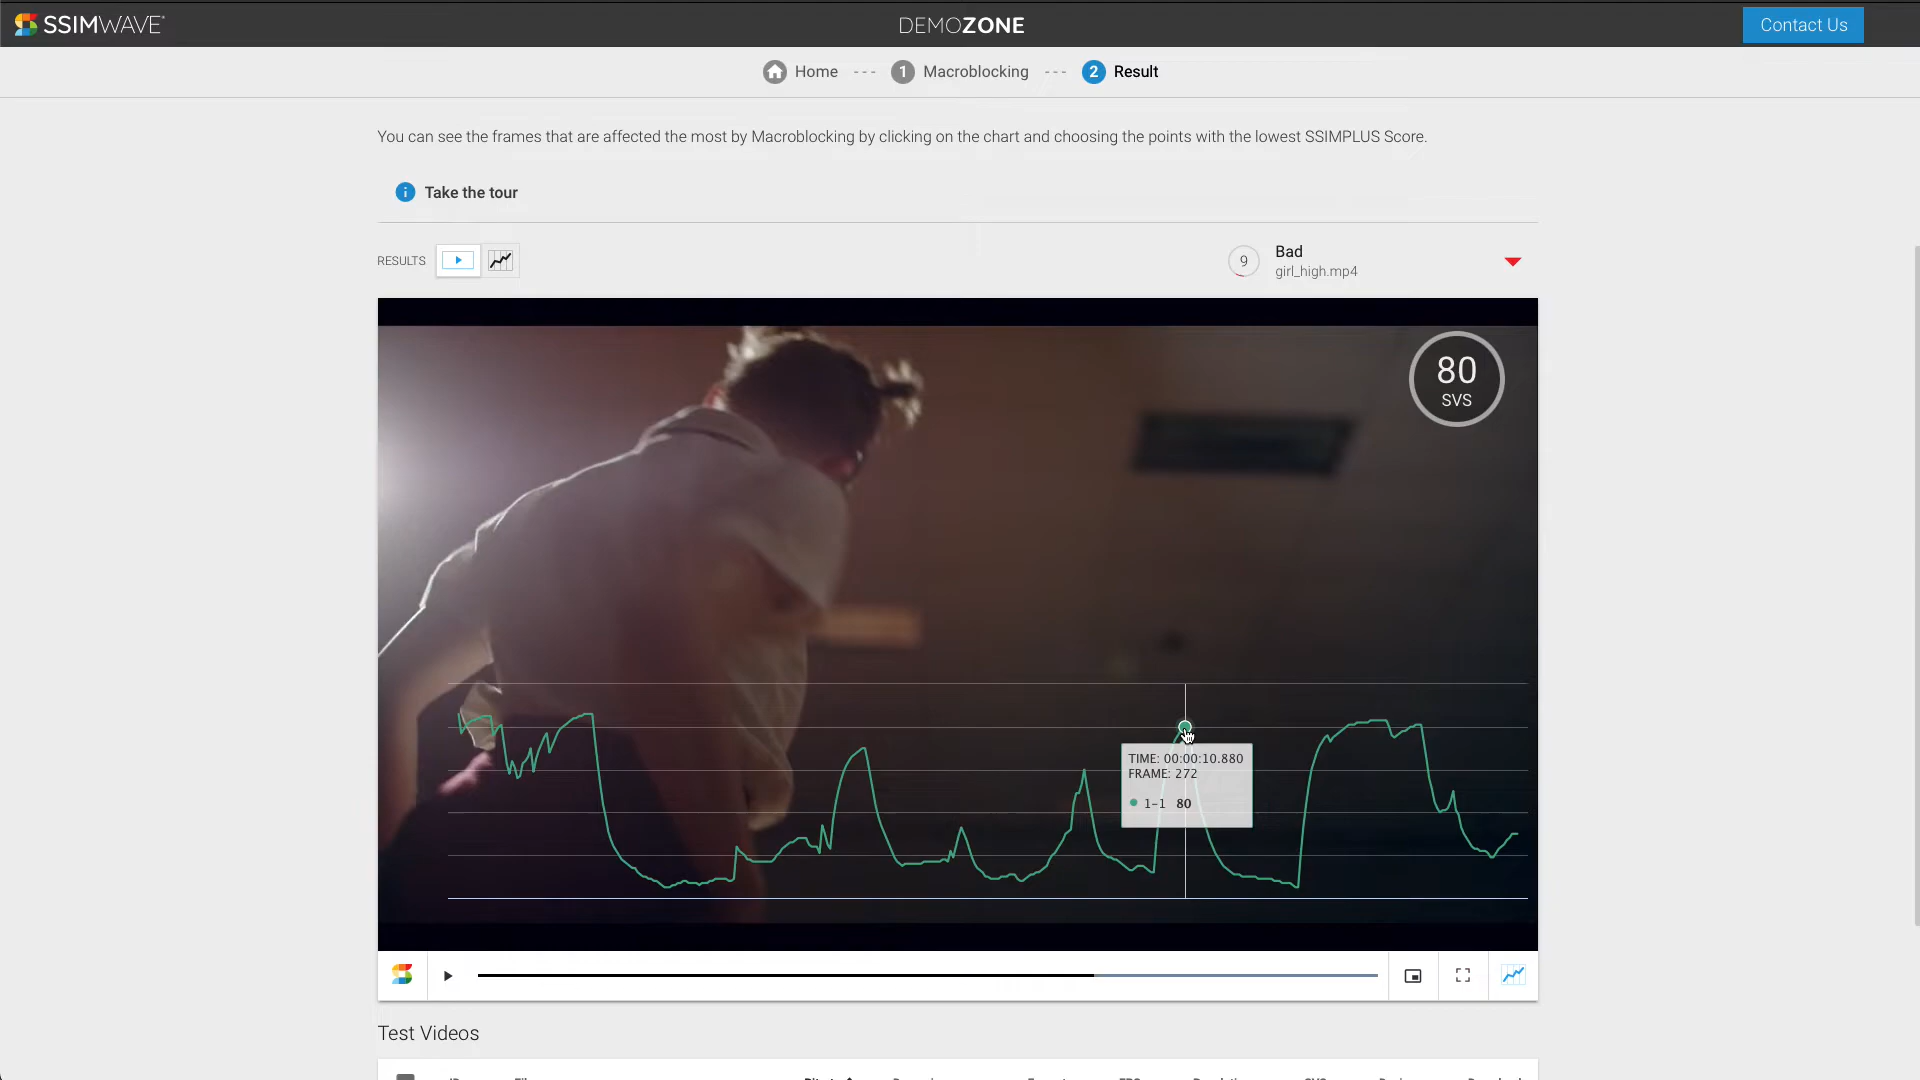 SSIMWAVE
DEMOZONE
Contact Us
Home --- 1 Macroblocking --- 2 Result
You can see the frames that are affected the most by Macroblocking by clicking on the chart and choosing the points with the lowest SSIMPLUS Score.
i Take the tour
RESULTS
9
Bad
girl_high.mp4
80
SVS
TIME: 00:00:10.880
FRAME: 272
1-1 80
Test Videos